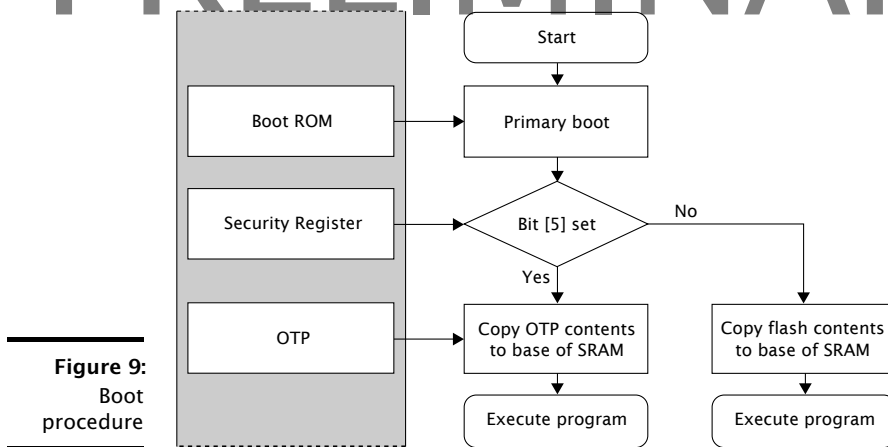 PRELIMINA
Start
Boot ROM
Primary boot
Security Register
Bit [5] set
No
Yes
OTP
Copy OTP contents
to base of SRAM
Copy flash contents
to base of SRAM
Execute program
Execute program
Figure 9:
Boot
procedure